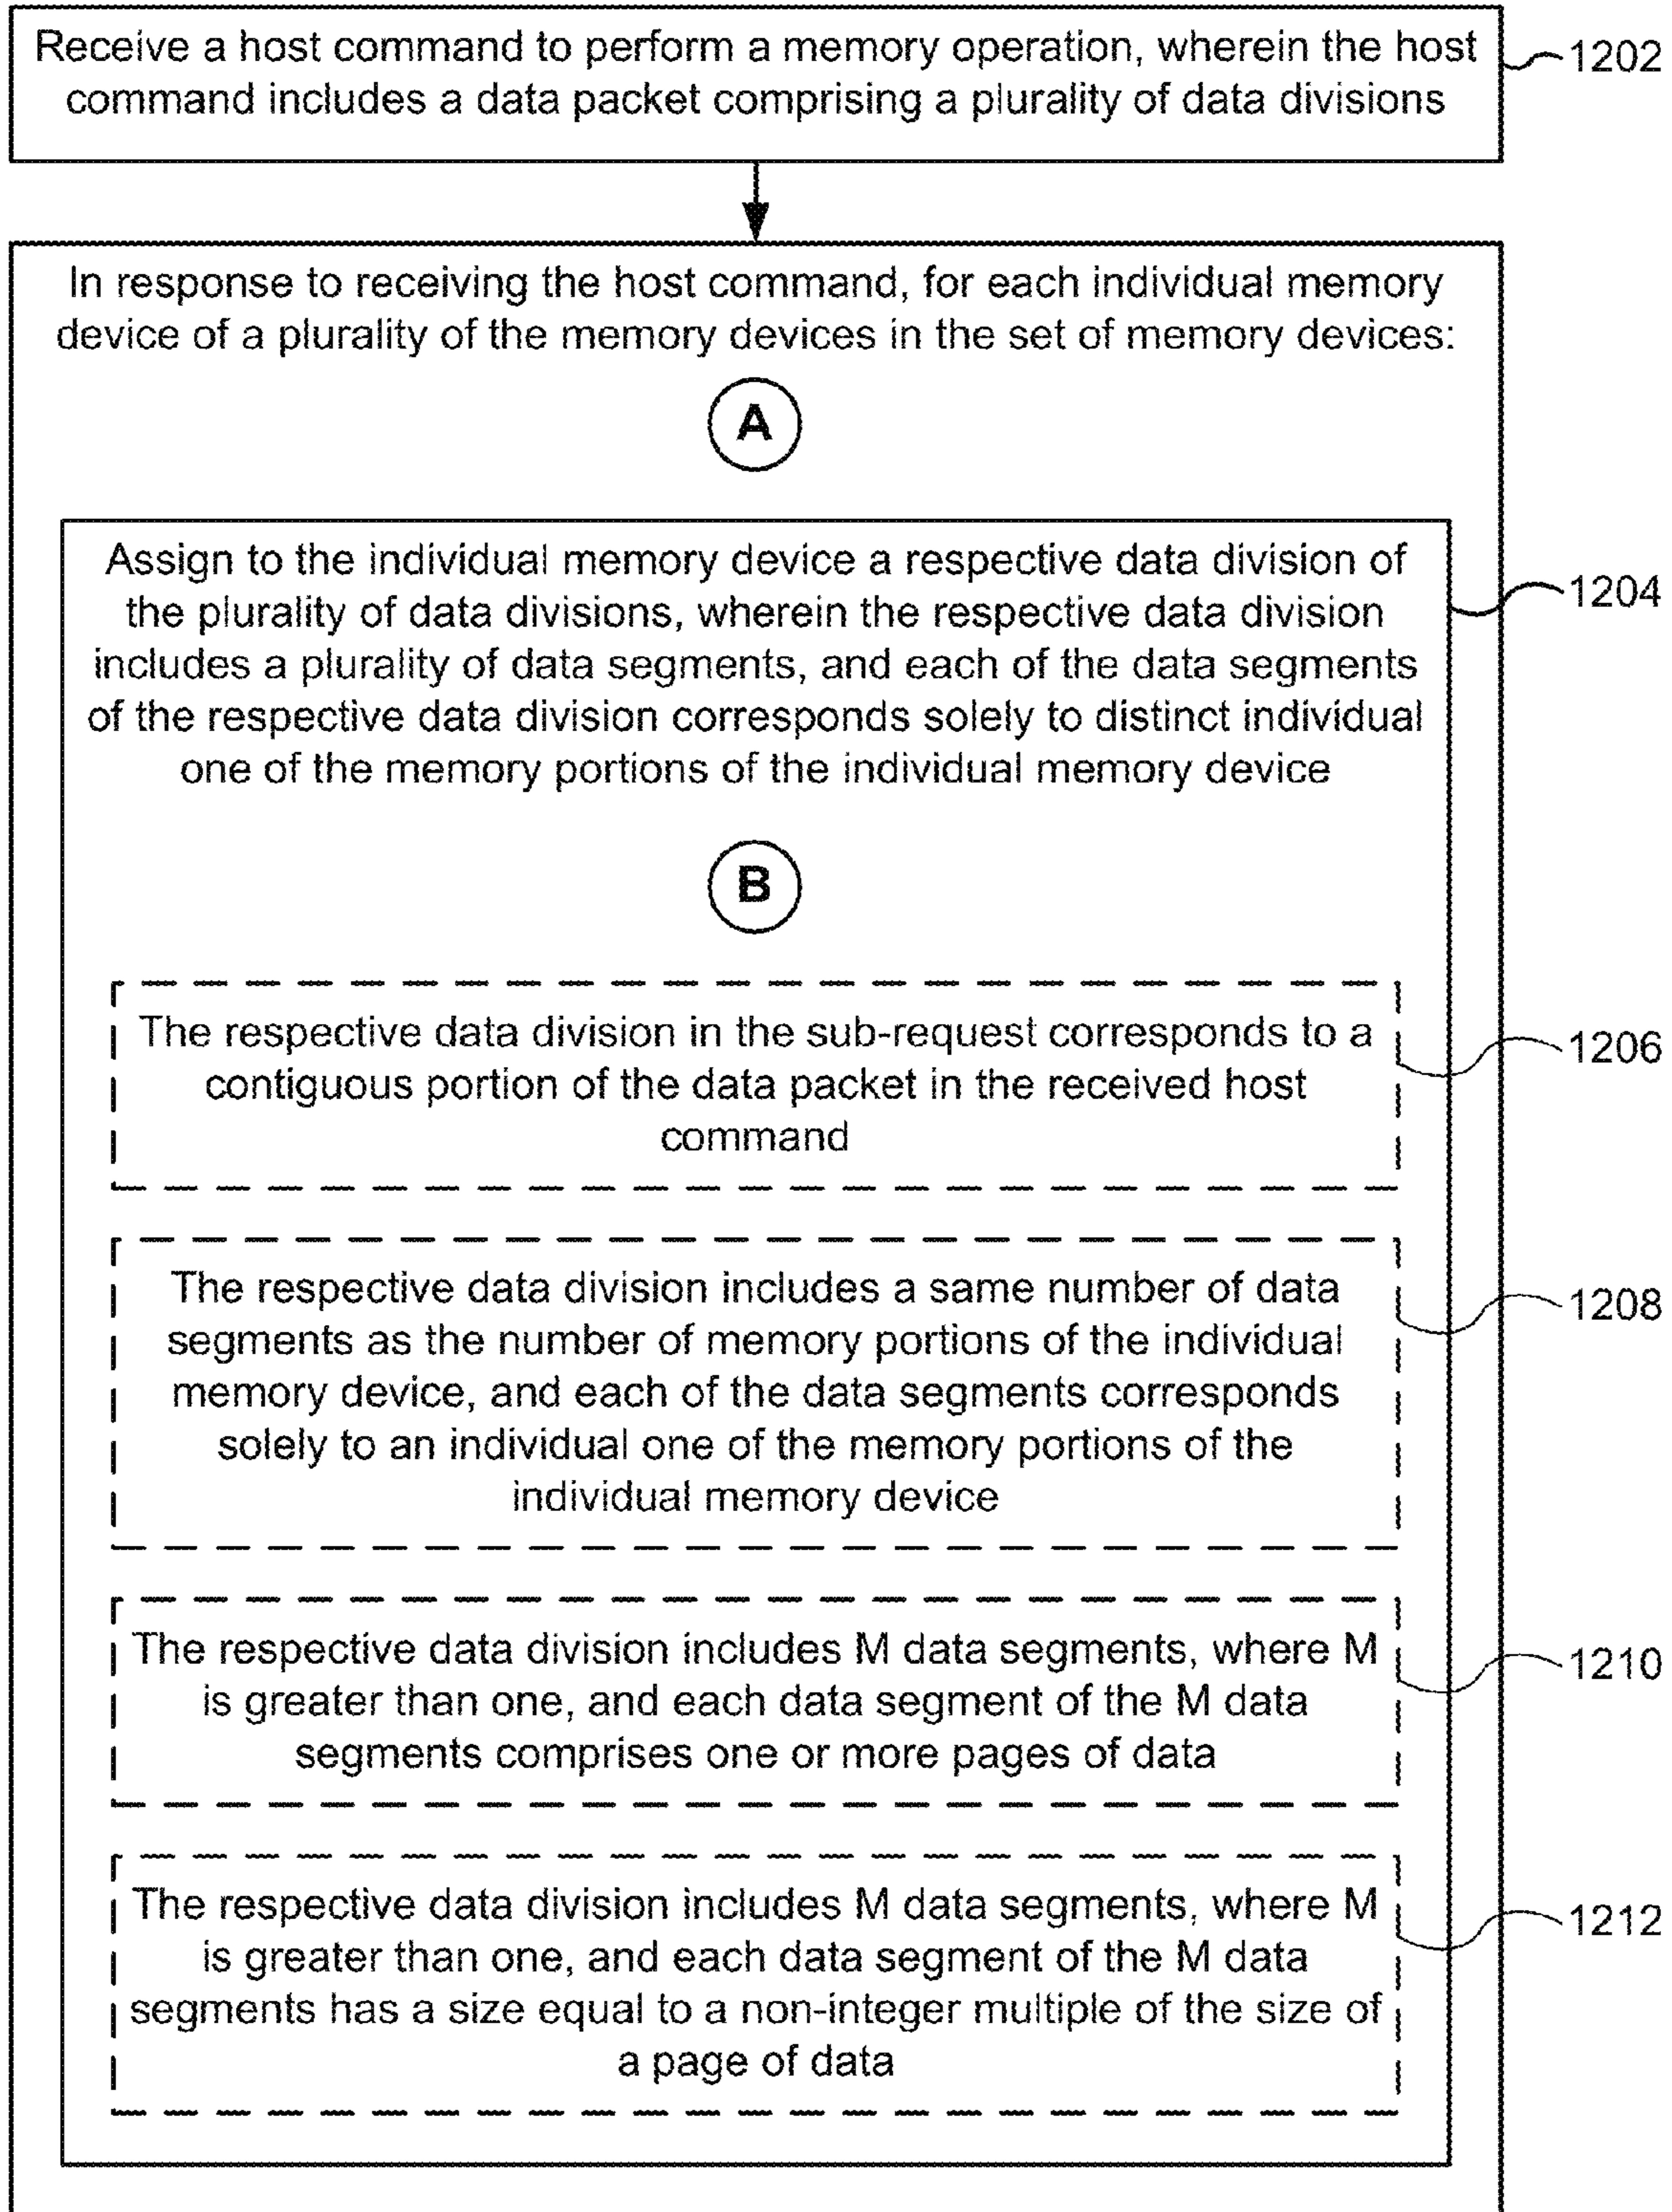 Receive a host command to perform a memory operation, wherein the host
command includes a data packet comprising a plurality of data divisions
1202
In response to receiving the host command, for each individual memory
device of a plurality of the memory devices in the set of memory devices:
A
Assign to the individual memory device a respective data division of
the plurality of data divisions, wherein the respective data division
includes a plurality of data segments, and each of the data segments
of the respective data division corresponds solely to distinct individual
one of the memory portions of the individual memory device
1204
B
The respective data division in the sub-request corresponds to a
contiguous portion of the data packet in the received host
command
1206
The respective data division includes a same number of data
segments as the number of memory portions of the individual
memory device, and each of the data segments corresponds
solely to an individual one of the memory portions of the
individual memory device
1208
The respective data division includes M data segments, where M
is greater than one, and each data segment of the M data
segments comprises one or more pages of data
1210
The respective data division includes M data segments, where M
is greater than one, and each data segment of the M data
segments has a size equal to a non-integer multiple of the size of
a page of data
1212